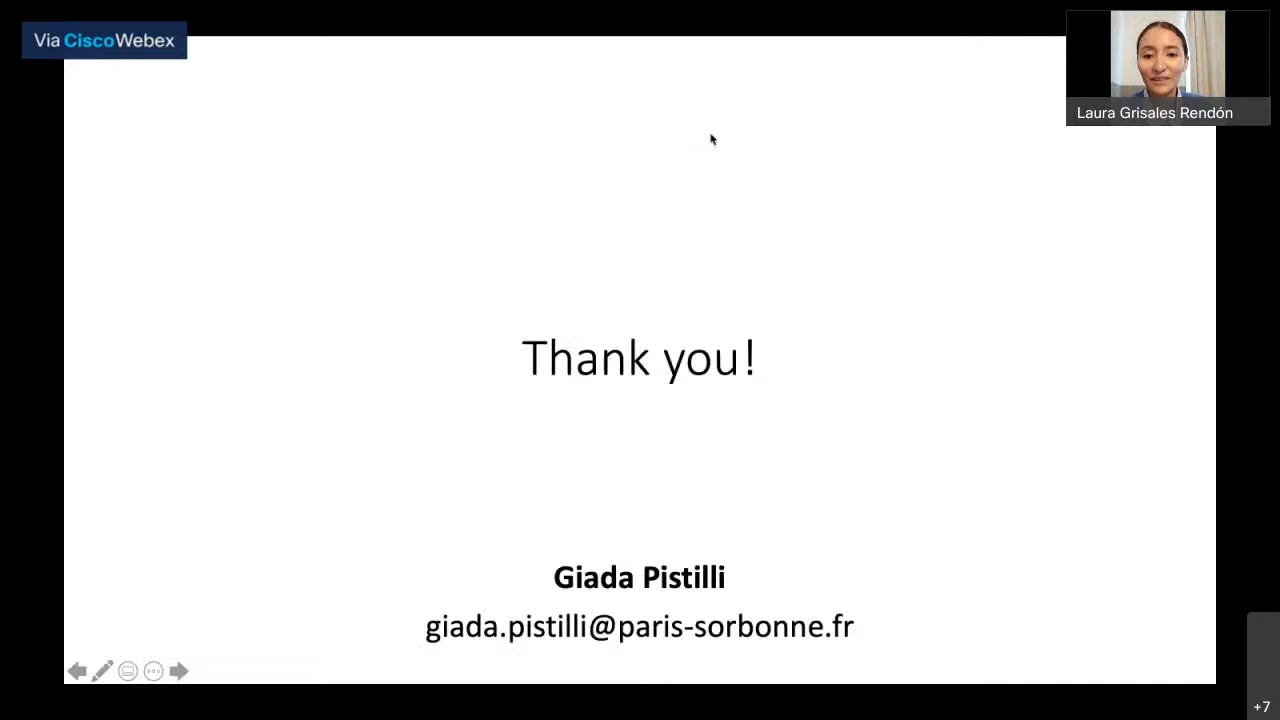 Via CiscoWebex
Laura Grisales Rendón
Thank you!
Giada Pistilli
giada.pistilli@paris-sorbonne.fr
+7